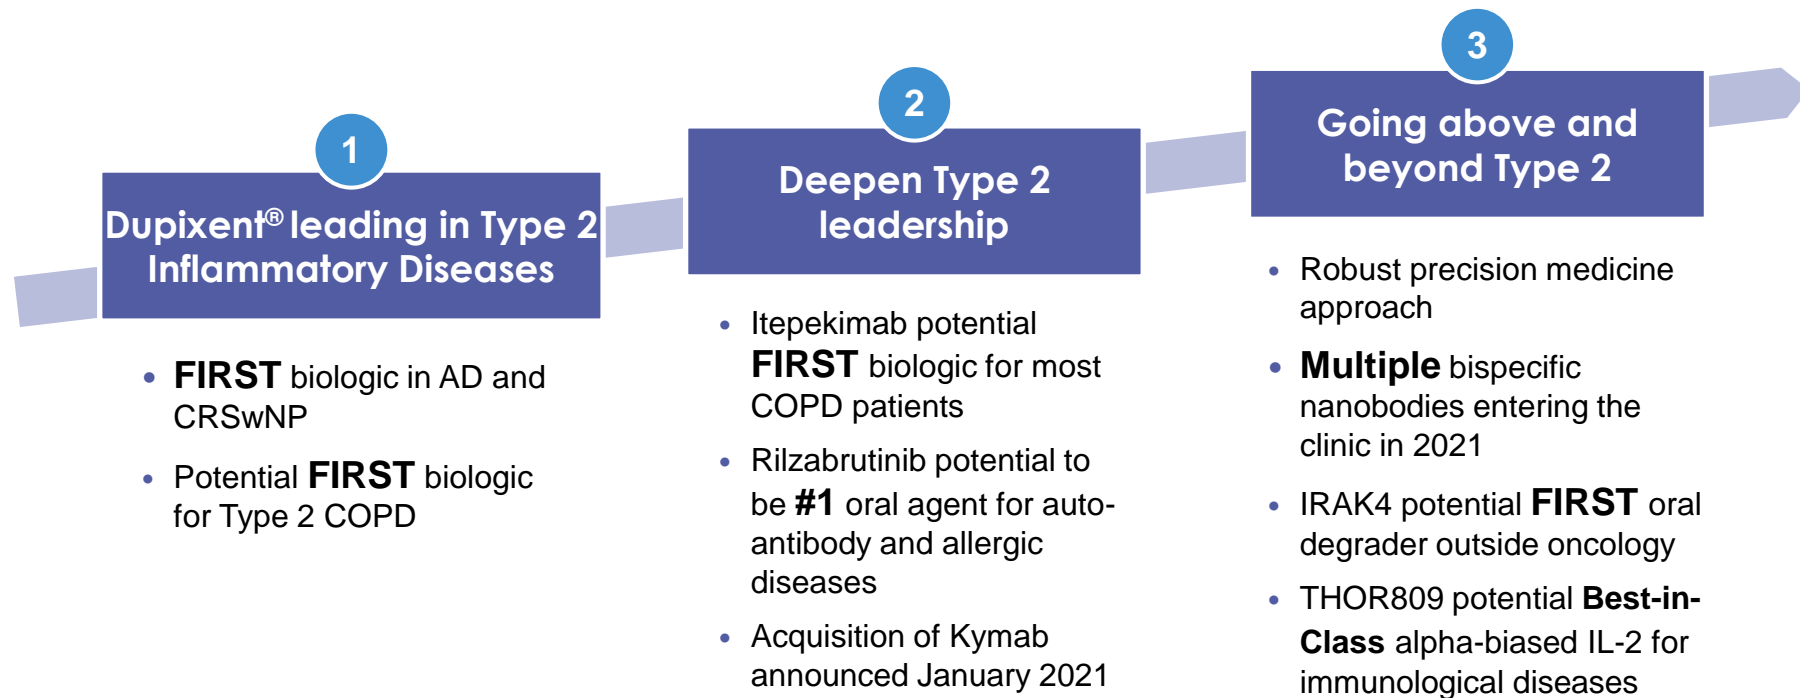 1
Dupixent® leading in Type 2
Inflammatory Diseases
• FIRST biologic in AD and
CRSwNP
• Potential FIRST biologic
for Type 2 COPD
2
Deepen Type 2
leadership
• Itepekimab potential
FIRST biologic for most
COPD patients
• Rilzabrutinib potential to
be #1 oral agent for auto-
antibody and allergic
diseases
• Acquisition of Kymab
announced January 2021
3
Going above and
beyond Type 2
• Robust precision medicine
approach
• Multiple bispecific
nanobodies entering the
clinic in 2021
• IRAK4 potential FIRST oral
degrader outside oncology
• THOR809 potential Best-in-
Class alpha-biased IL-2 for
immunological diseases